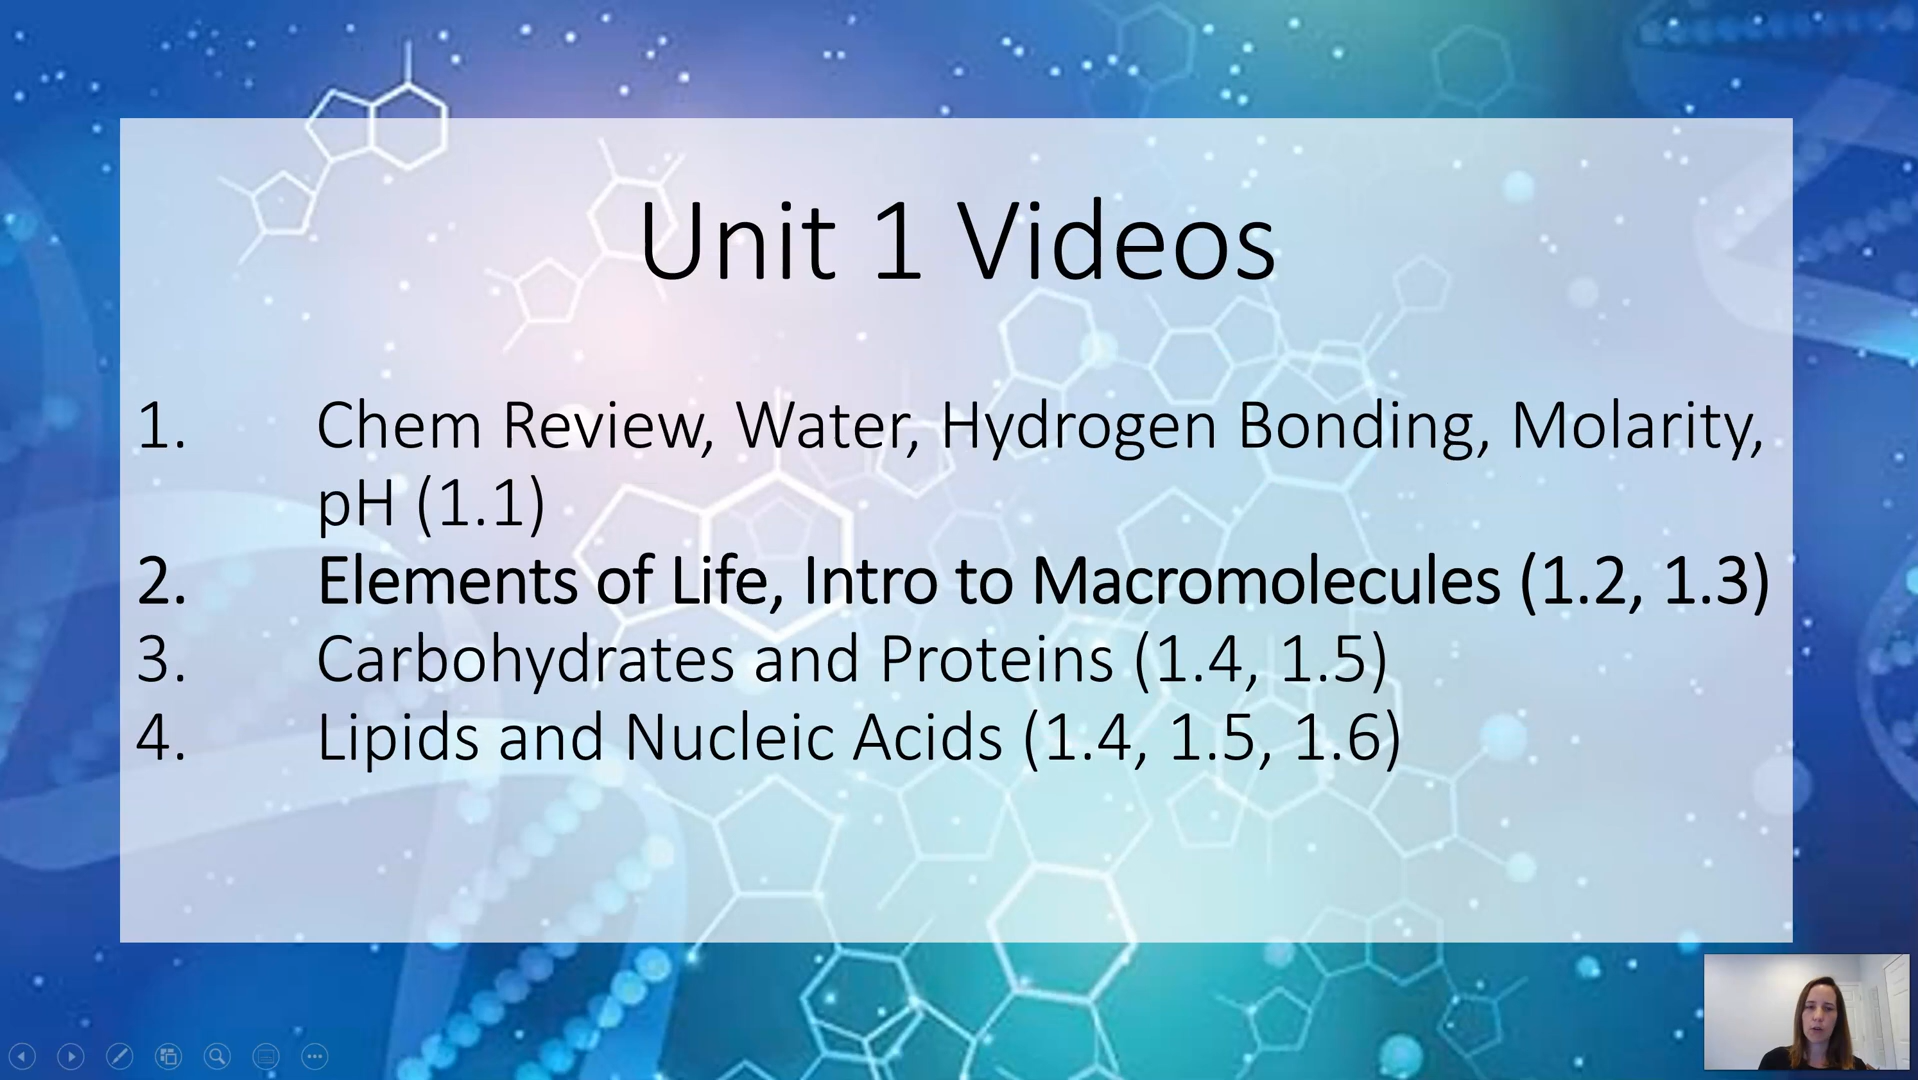 Unit 1 Videos
1. Chem Review, Water, Hydrogen Bonding, Molarity,
pH (1.1)
2. Elements of Life, Intro to Macromolecules (1.2, 1.3)
3. Carbohydrates and Proteins (1.4, 1.5)
4. Lipids and Nucleic Acids (1.4, 1.5, 1.6)